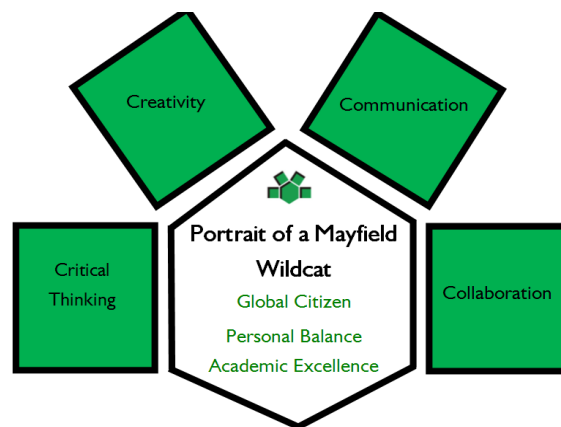 Creativity
Communication
Critical
Thinking
Portrait of a Mayfield
Wildcat
Global Citizen
Personal Balance
Academic Excellence
Collaboration